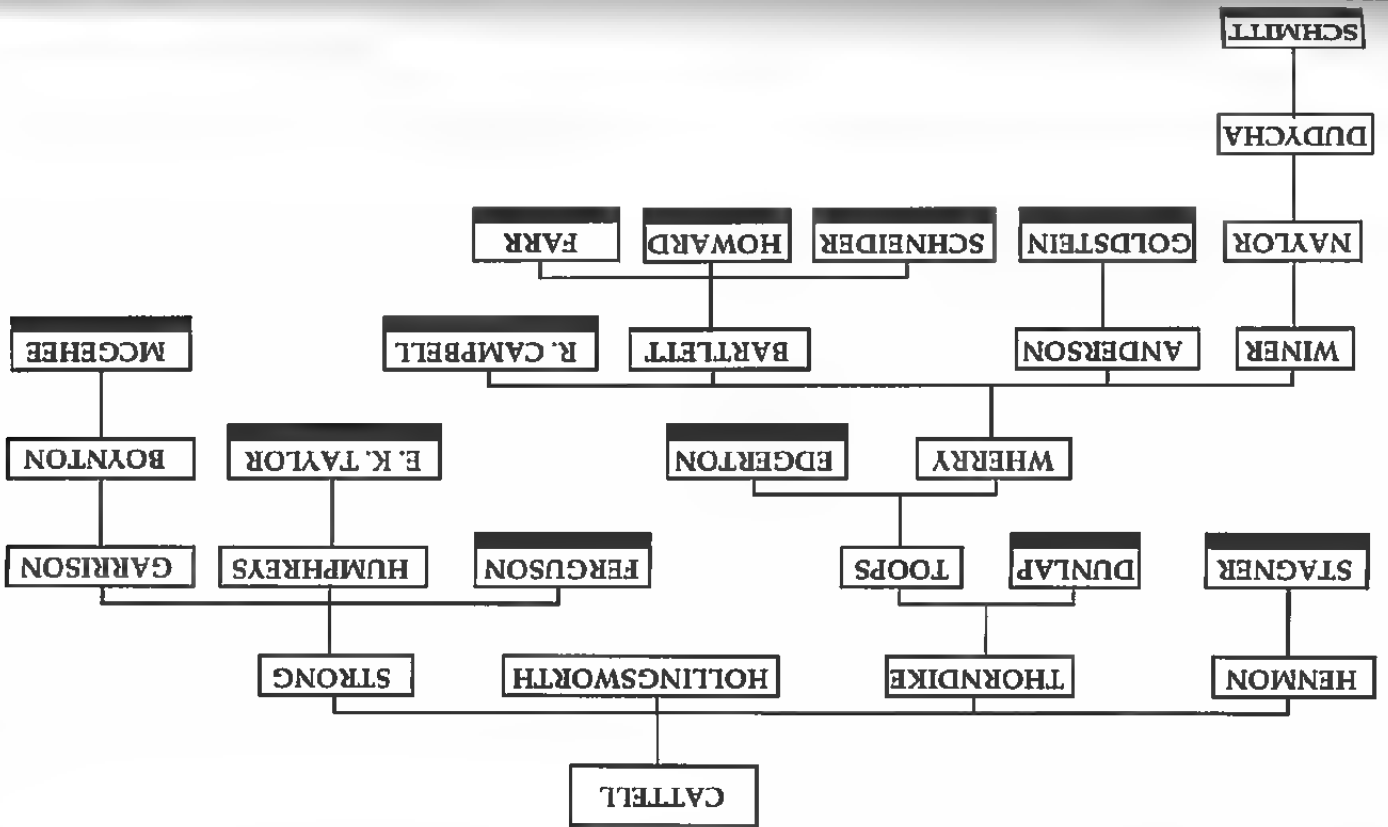 CATTELL
HENMON
THORNDIKE
HOLLINGSWORTH
STRONG
STAGNER
DUNLAP
TOOPS
FERGUSON
HUMPHREYS
GARRISON
WHERRY
EDGERTON
E. K. TAYLOR
BOYNTON
WINER
ANDERSON
BARTLETT
R. CAMPBELL
MCGEHEE
NAYLOR
GOLDSTEIN
SCHNEIDER
HOWARD
FARR
DUDYCHA
SCHMITT